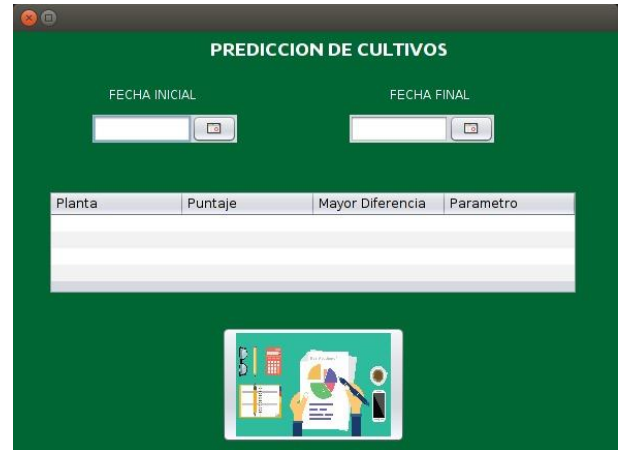 PREDICCION DE CULTIVOS
FECHA INICIAL FECHA FINAL
Planta Puntaje Mayor Diferencia Parametro